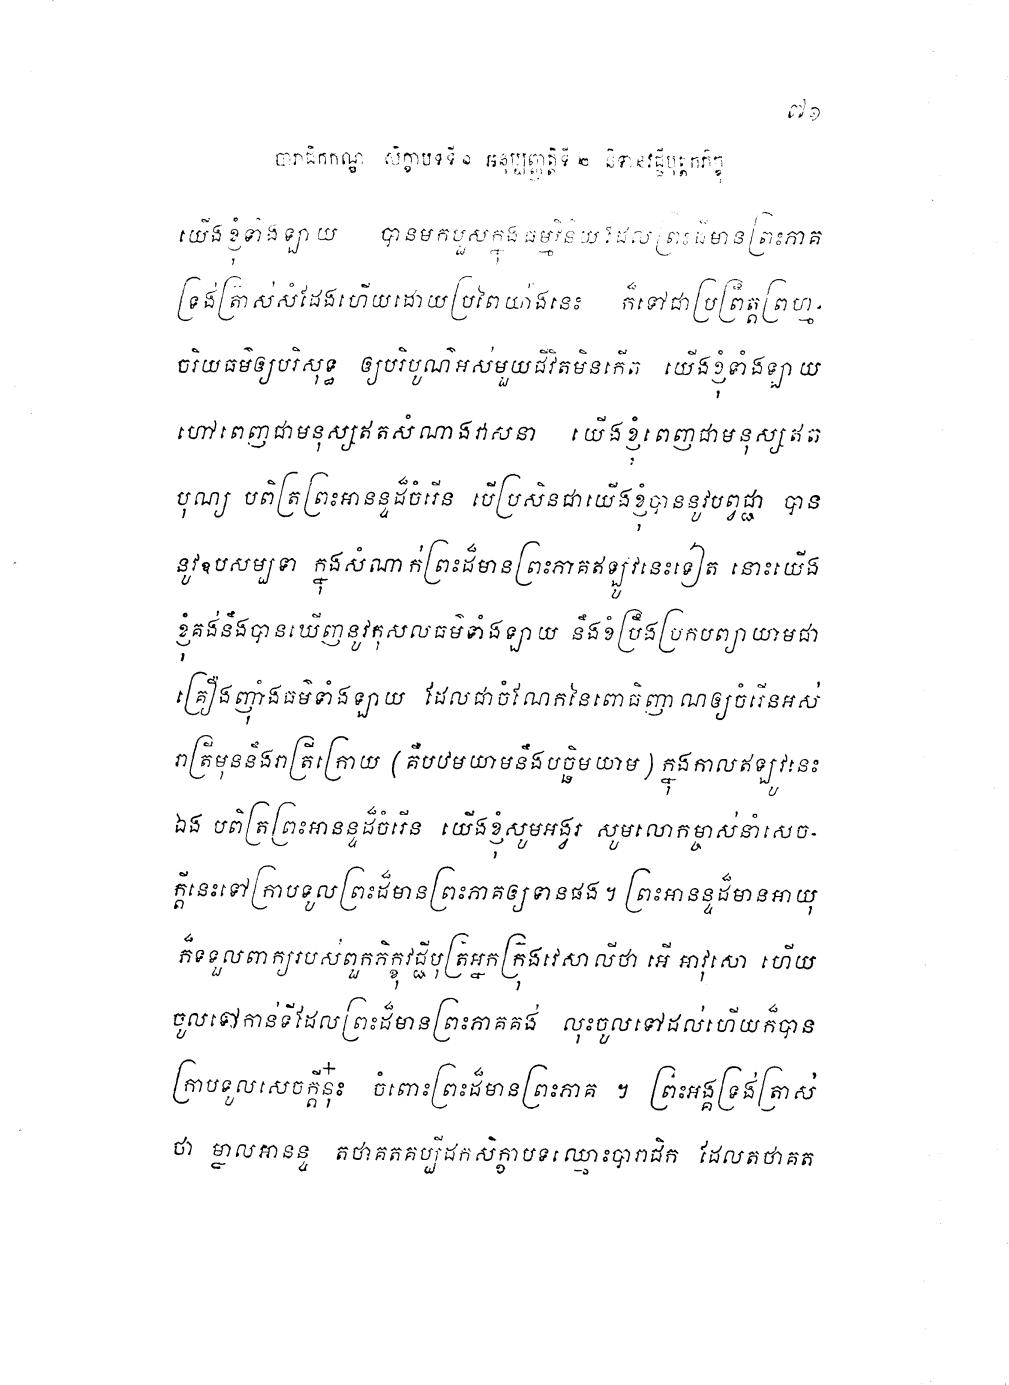 ៧១
បារាជិកកណ្ឌ សិក្ខាបទទី ១ អនុប្បញ្ញត្តិទី ២ និទានវជ្ជីបុត្តកភិក្ខុ
យើងខ្ញុំទាំងឡាយ បានមកបួសក្នុងធម្មវិន័យដែលព្រះដ៏មានព្រះភាគ
ទ្រង់ត្រាស់សំដែងហើយដោយប្រពៃយ៉ាងនេះ ក៏ទៅជាប្រព្រឹត្តព្រហ្ម-
ចរិយធម៌ឲ្យបរិសុទ្ធ ឲ្យបរិបូណ៌អស់មួយជីវិតមិនកើត យើងខ្ញុំទាំងឡាយ
ហៅពេញជាមនុស្សឥតសំណាងវាសនា យើងខ្ញុំពេញជាមនុស្សឥត
បុណ្យ បពិត្រព្រះអានន្ទដ៏ចំរើន បើប្រសិនជាយើងខ្ញុំបាននូវបព្វជ្ជា បាន
នូវឧបសម្បទា ក្នុងសំណាក់ព្រះដ៏មានព្រះភាគឥឡូវនេះទៀត នោះយើង
ខ្ញុំគង់នឹងបានឃើញនូវកុសលធម៌ទាំងឡាយ នឹងខំប្រឹងប្រកបព្យាយាមជា
គ្រឿងញុំាងធម៌ទាំងឡាយ ដែលជាចំណែកនៃពោធិញាណឲ្យចំរើនអស់
រាត្រីមុននឹងរាត្រីក្រោយ (គឺបឋមយាមនឹងបច្ឆិមយាម) ក្នុងកាលឥឡូវនេះ
ឯង បពិត្រព្រះអានន្ទដ៏ចំរើន យើងខ្ញុំសូមអង្វរ សូមលោកម្ចាស់នាំសេច-
ក្តីនេះទៅក្រាបទូលព្រះដ៏មានព្រះភាគឲ្យទានផង។ ព្រះអានន្ទដ៏មានអាយុ
ក៏ទទួលពាក្យរបស់ពួកភិក្ខុវជ្ជីបុត្រអ្នកក្រុងវេសាលីថា អើ អាវុសោ ហើយ
ចូលទៅកាន់ទីដែលព្រះដ៏មានព្រះភាគគង់ លុះចូលទៅដល់ហើយក៏បាន
ក្រាបទូលសេចក្តីនុ៎ះ ចំពោះព្រះដ៏មានព្រះភាគ ។ ព្រះអង្គទ្រង់ត្រាស់
ថា ម្នាលអានន្ទ តថាគតគប្បីដកសិក្ខាបទឈ្មោះបារាជិក ដែលតថាគត